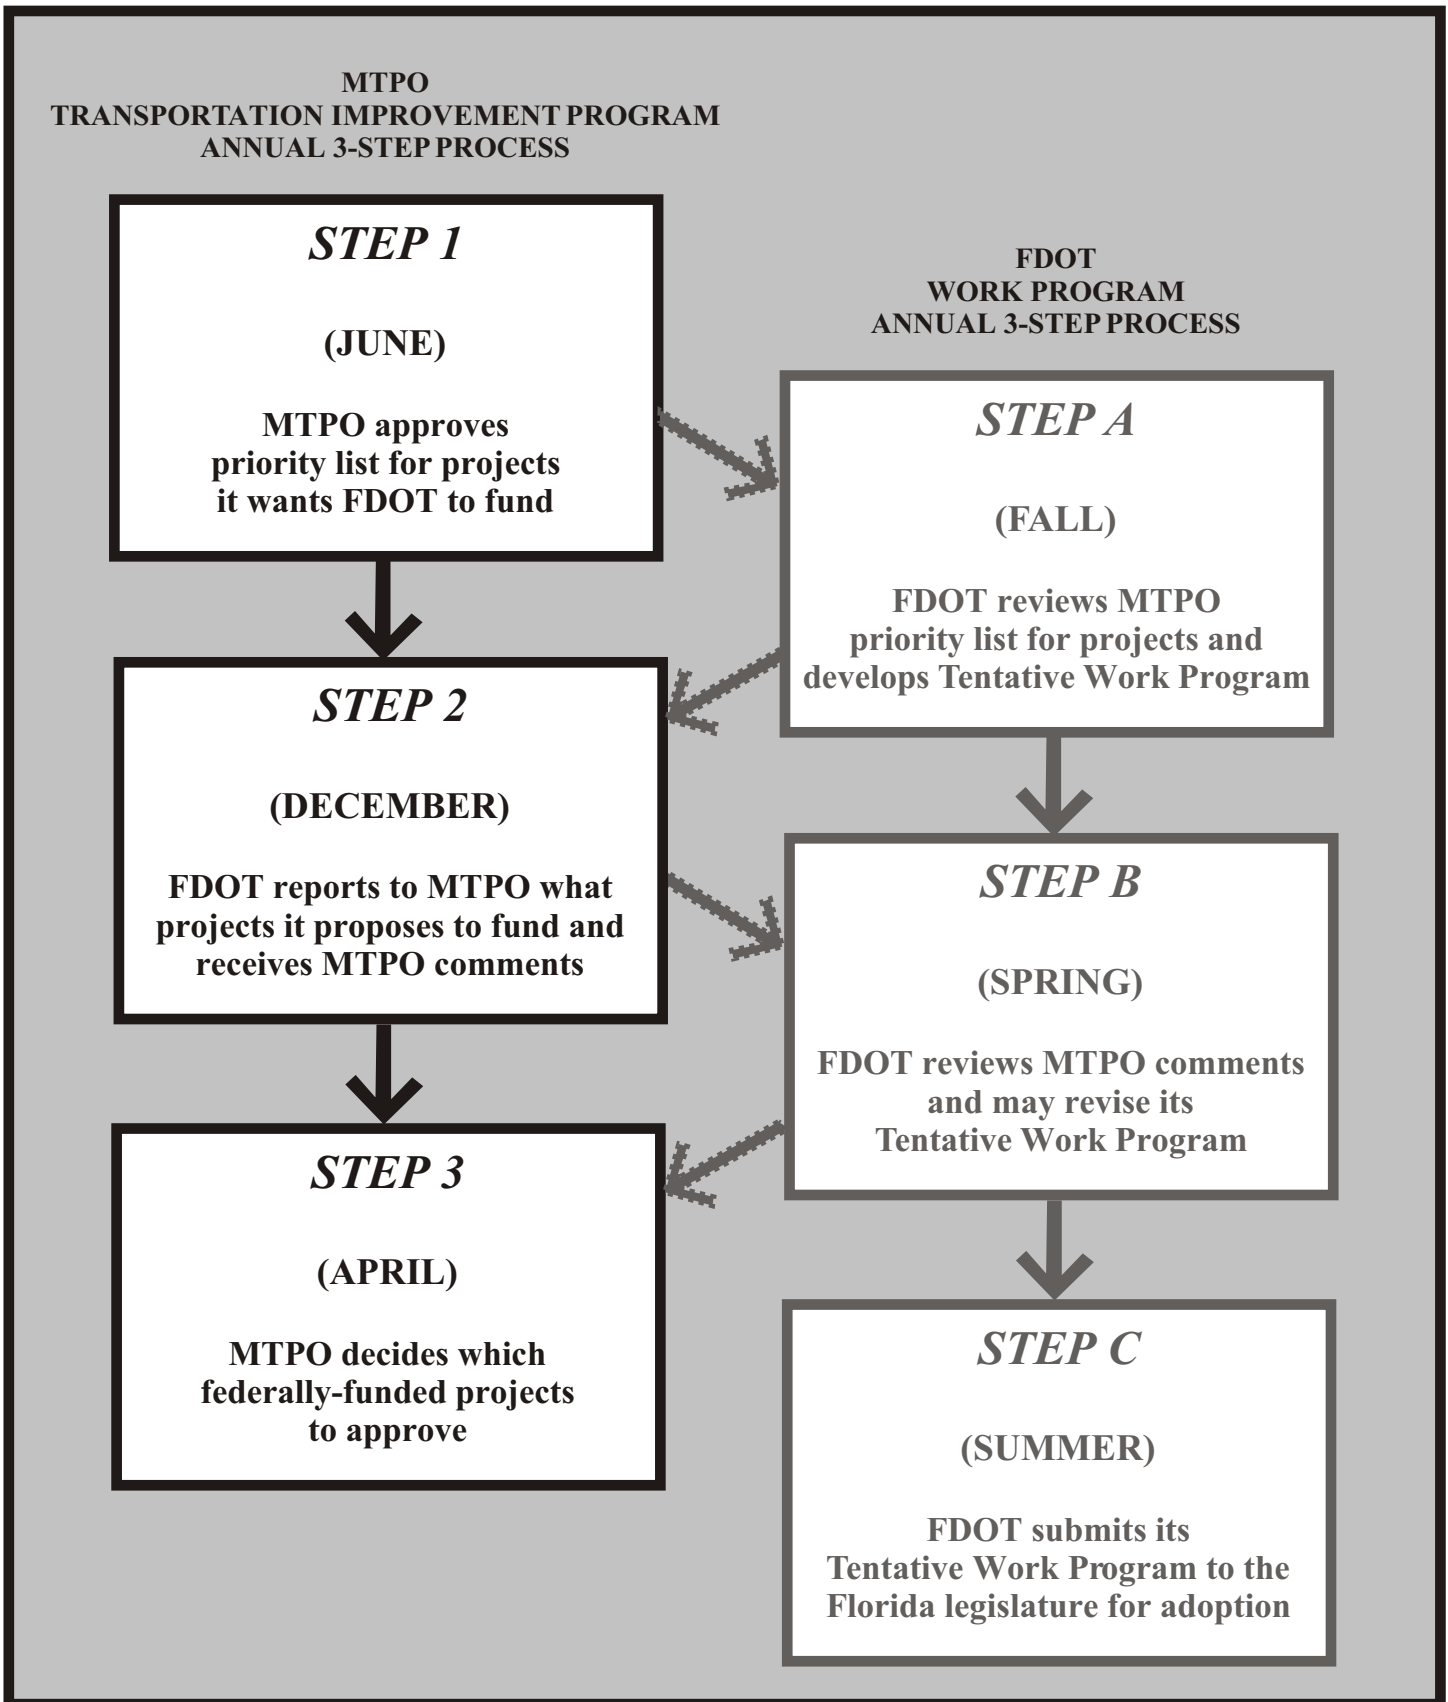 MTPO
TRANSPORTATION IMPROVEMENT PROGRAM
ANNUAL 3-STEP PROCESS
STEP 1
(JUNE)
MTPO approves
priority list for projects
it wants FDOT to fund
FDOT
WORK PROGRAM
ANNUAL 3-STEP PROCESS
STEP A
(FALL)
FDOT reviews MTPO
priority list for projects and
develops Tentative Work Program
STEP 2
(DECEMBER)
FDOT reports to MTPO what
projects it proposes to fund and
receives MTPO comments
STEP B
(SPRING)
FDOT reviews MTPO comments
and may revise its
Tentative Work Program
STEP 3
(APRIL)
MTPO decides which
federally-funded projects
to approve
STEP C
(SUMMER)
FDOT submits its
Tentative Work Program to the
Florida legislature for adoption